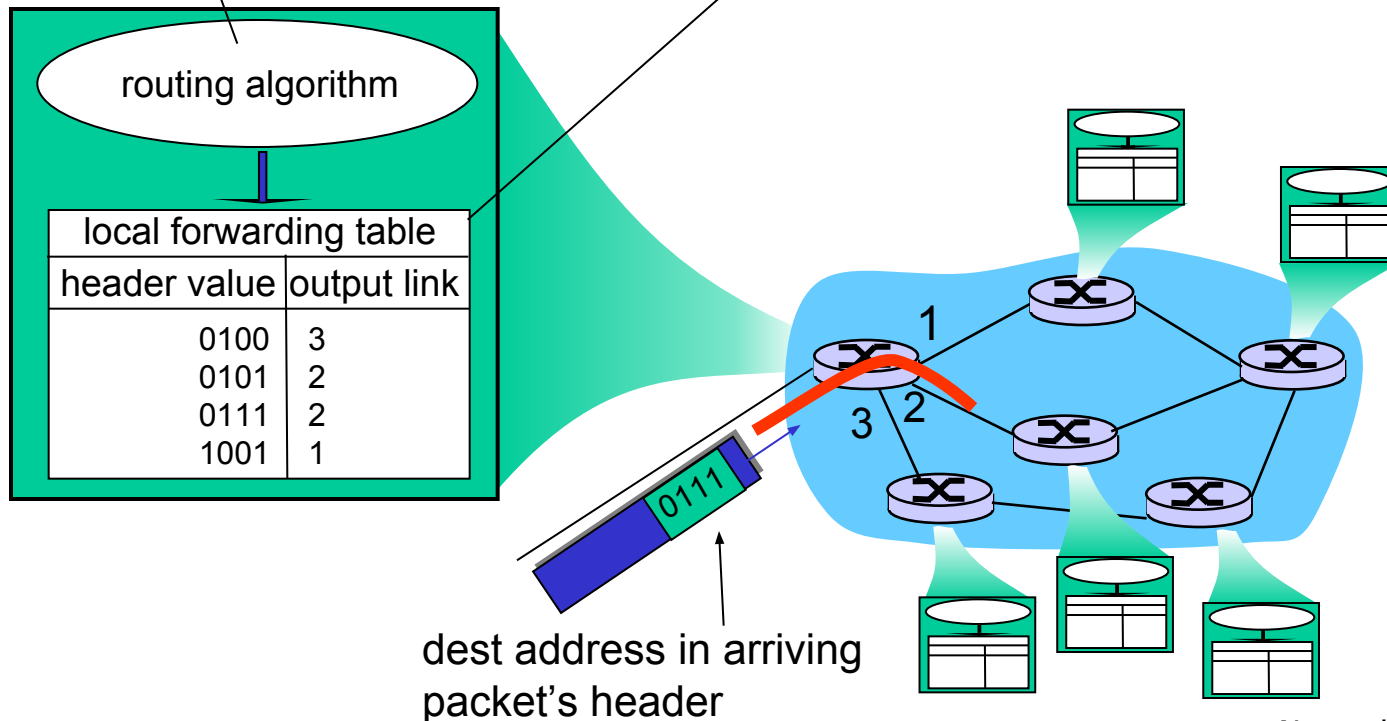 routing algorithm
local forwarding table
header value output link
0100 3
0101 2
0111 2
1001 1
1
2
3
0111
dest address in arriving
packet's header